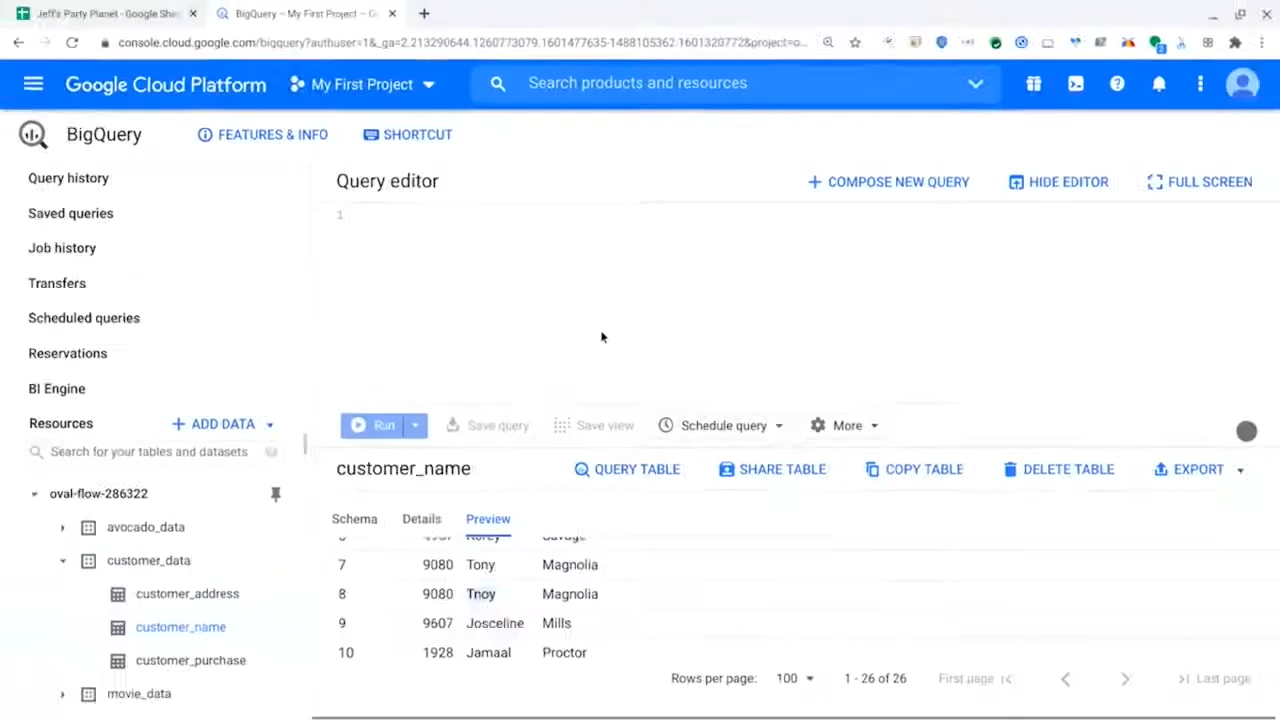 Jeff's Party Planet - Google She
BigQuery – My First Project – G
console.cloud.google.com/bigquery?authuser=1&_ga=2.213290644.1260773079.1601477635-1488105362.1601320772&project=o...
Google Cloud Platform
My First Project
Search products and resources
BigQuery
FEATURES & INFO
SHORTCUT
Query history
Saved queries
Job history
Transfers
Scheduled queries
Reservations
BI Engine
Resources
+ ADD DATA
Search for your tables and datasets
oval-flow-286322
avocado_data
customer_data
customer_address
customer_name
customer_purchase
movie_data
Query editor
+ COMPOSE NEW QUERY
HIDE EDITOR
FULL SCREEN
1
Run
Save query
Save view
Schedule query
More
customer_name
QUERY TABLE
SHARE TABLE
COPY TABLE
DELETE TABLE
EXPORT
Schema Details Preview
7 9080 Tony Magnolia
8 9080 Tnoy Magnolia
9 9607 Josceline Mills
10 1928 Jamaal Proctor
Rows per page: 100 1 - 26 of 26 First page Last page